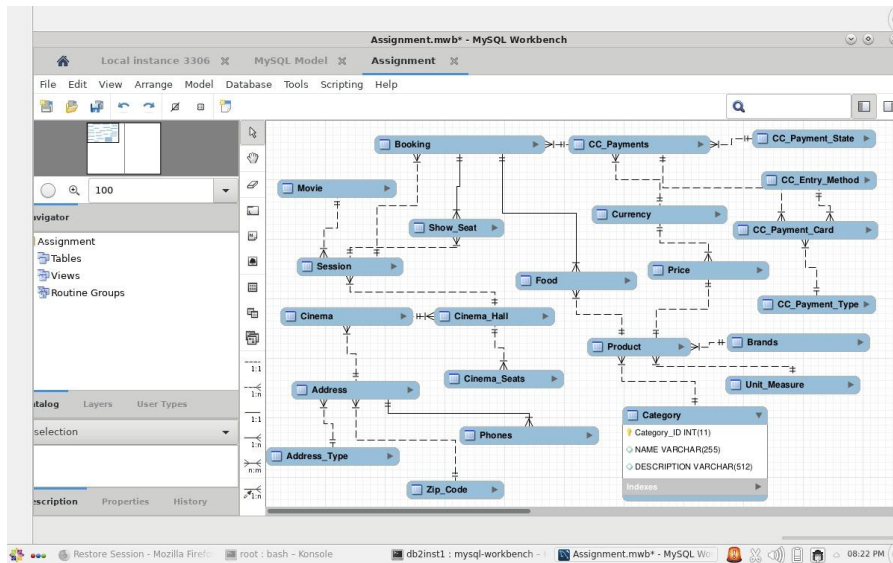 Assignment.mwb* - MySQL Workbench
Local instance 3306 MySQL Model Assignment
File Edit View Arrange Model Database Tools Scripting Help
100
Assignment
Tables
Views
Routine Groups
Layers User Types
selection
Properties History
1:1
1:n
1:1
1:n
n:m
1:n
Booking
CC_Payments
CC_Payment_State
Movie
CC_Entry_Method
Currency
Show_Seat
CC_Payment_Card
Session
Food
Price
CC_Payment_Type
Cinema
Cinema_Hall
Product
Brands
Cinema_Seats
Unit_Measure
Address
Category
Category_ID INT(11)
NAME VARCHAR(255)
DESCRIPTION VARCHAR(512)
Indexes
Phones
Address_Type
Zip_Code
Restore Session - Mozilla Firefo
root : bash - Konsole
db2inst1 : mysql-workbench -
Assignment.mwb* - MySQL Wo
08:22 PM